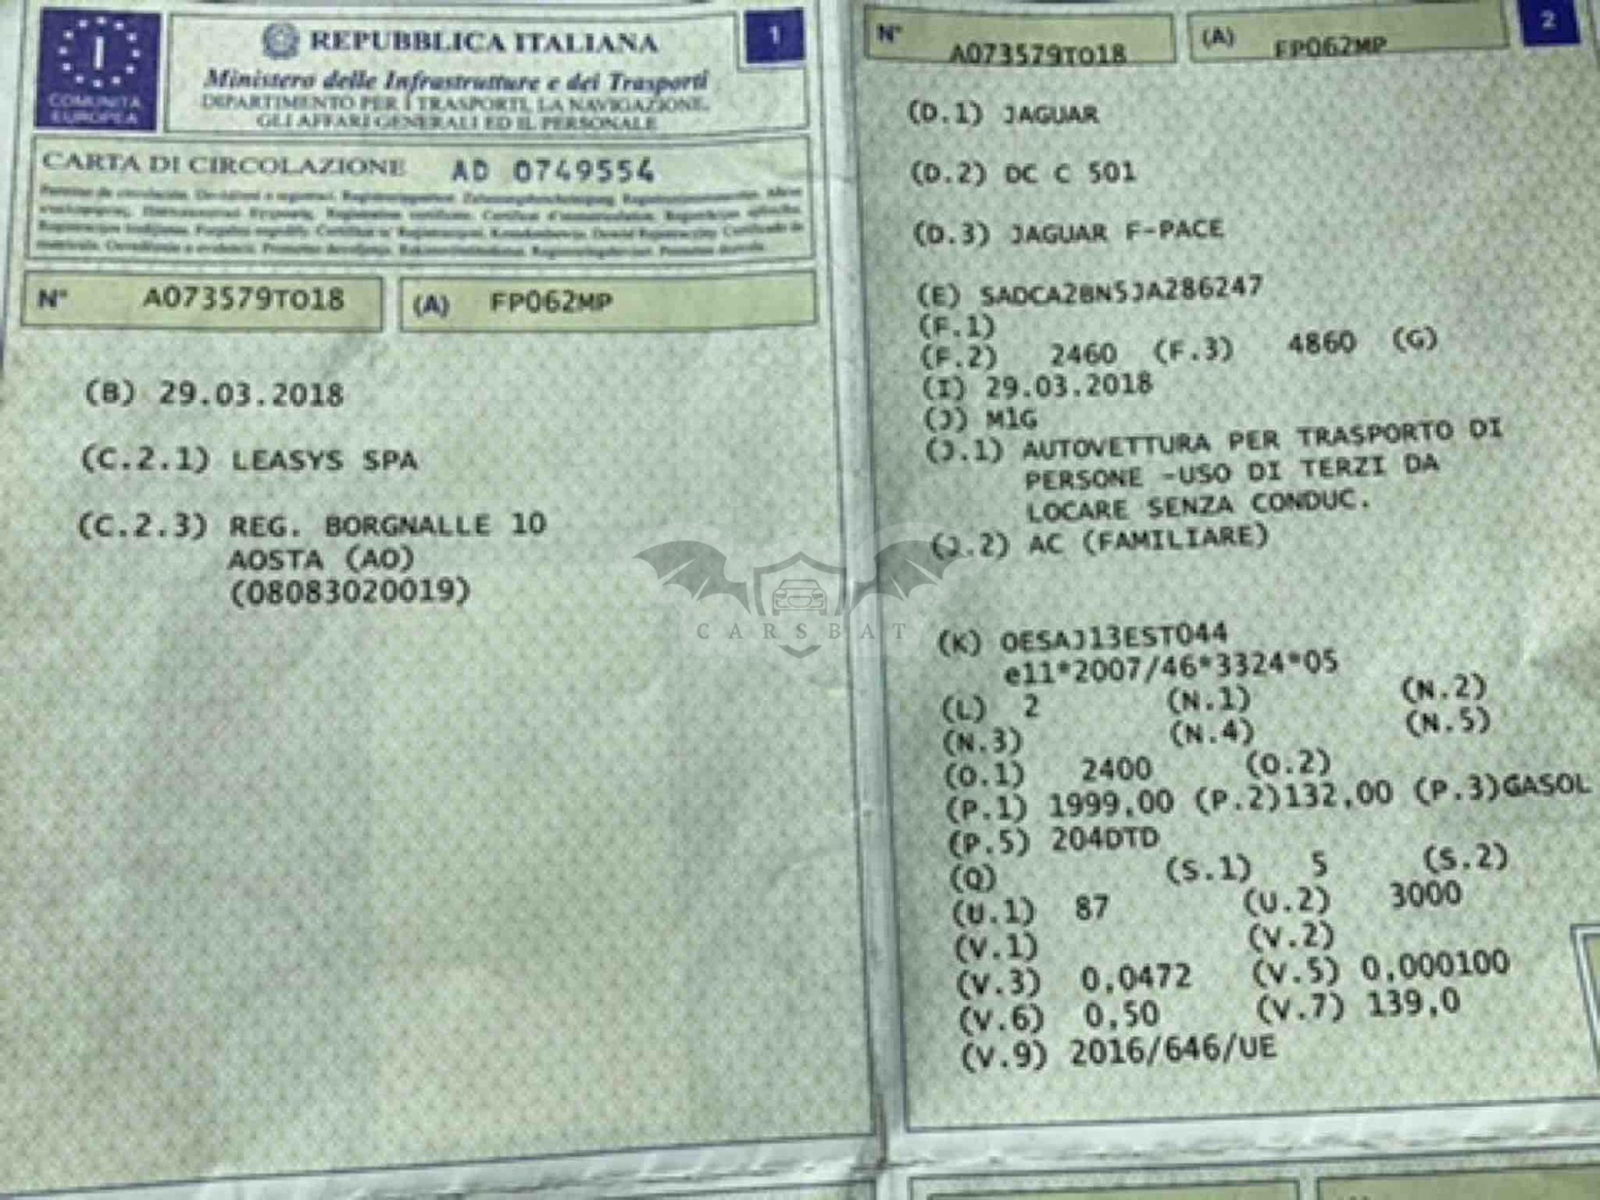 COMUNITÀ
EUROPEA
I
REPUBBLICA ITALIANA
Ministero delle Infrastrutture e dei Trasporti
DIPARTIMENTO PER I TRASPORTI, LA NAVIGAZIONE,
GLI AFFARI GENERALI ED IL PERSONALE
1
CARTA DI CIRCOLAZIONE AD 0749554
N° A073579TO18 (A) FP062MP
(B) 29.03.2018
(C.2.1) LEASYS SPA
(C.2.3) REG. BORGNALLE 10
AOSTA (AO)
(08083020019)
N° A073579TO18 (A) FP062MP
2
(D.1) JAGUAR
(D.2) DC C 501
(D.3) JAGUAR F-PACE
(E) SADCA2BN5JA286247
(F.1)
(F.2) 2460 (F.3) 4860 (G)
(I) 29.03.2018
(J) M1G
(J.1) AUTOVETTURA PER TRASPORTO DI
PERSONE -USO DI TERZI DA
LOCARE SENZA CONDUC.
(J.2) AC (FAMILIARE)
(K) OESAJ13EST044
e11*2007/46*3324*05
(L) 2 (N.1) (N.2)
(N.3) (N.4) (N.5)
(O.1) 2400 (O.2)
(P.1) 1999,00 (P.2)132,00 (P.3)GASOL
(P.5) 204DTD
(Q) (S.1) 5 (S.2)
(U.1) 87 (U.2) 3000
(V.1) (V.2)
(V.3) 0,0472 (V.5) 0,000100
(V.6) 0,50 (V.7) 139,0
(V.9) 2016/646/UE
CARSBAT